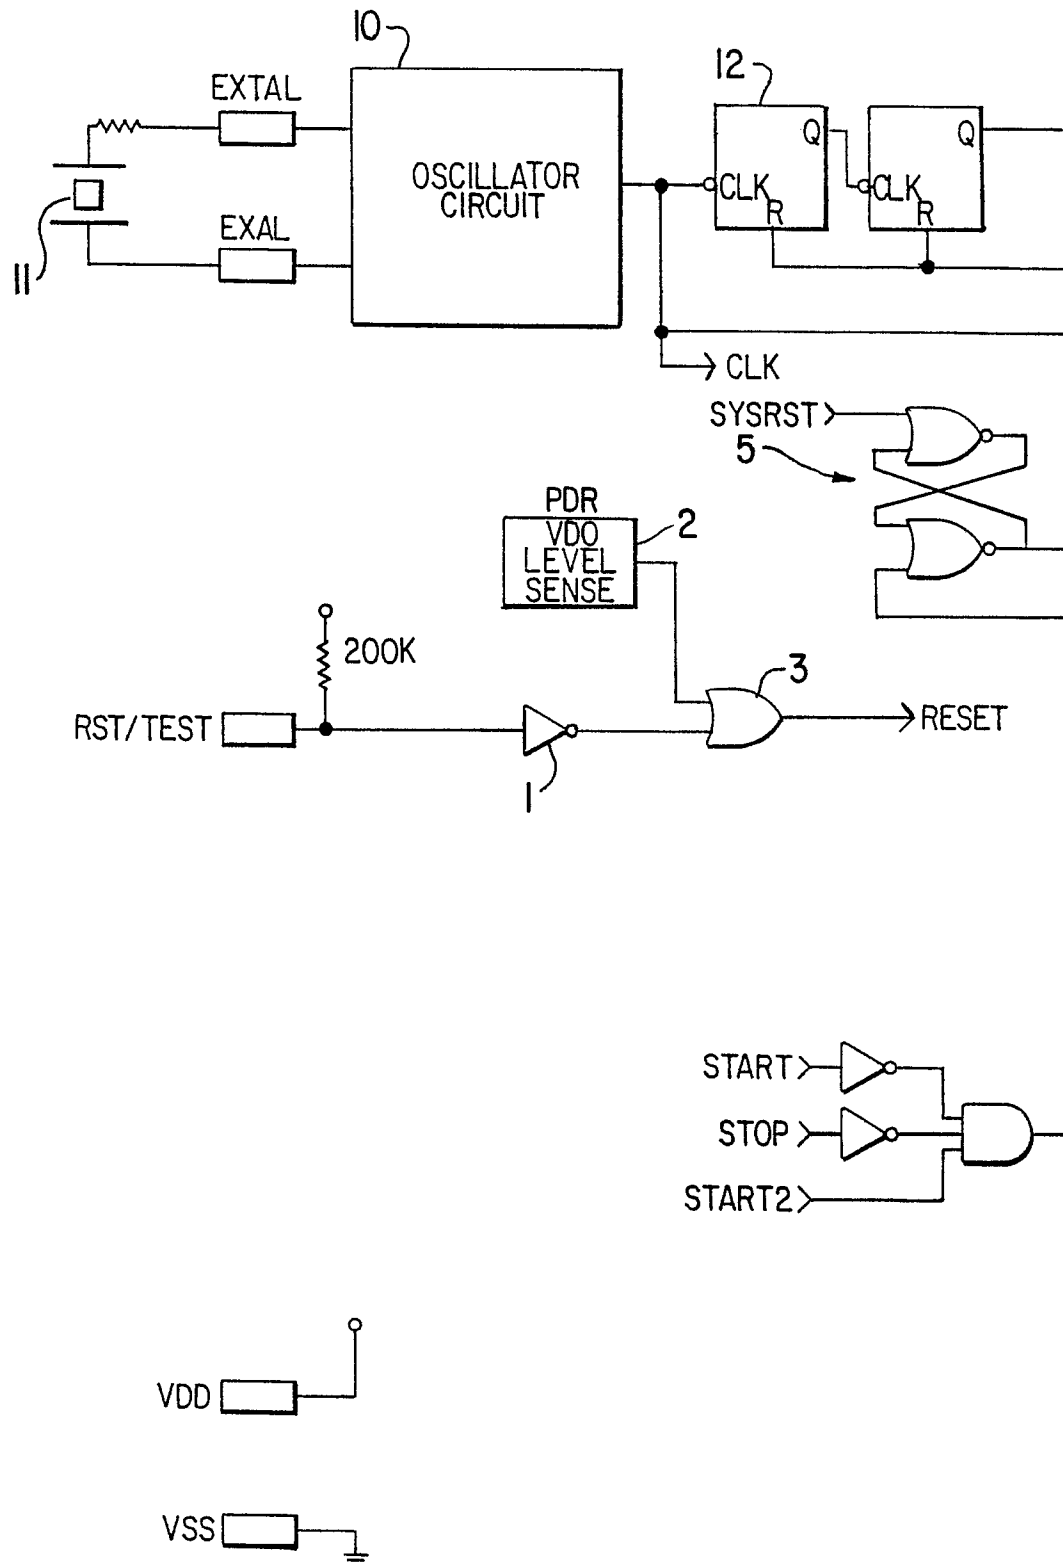 10
12
EXTAL
Q
Q
OSCILLATOR
CIRCUIT
CLK
CLK
R
R
EXAL
11
CLK
SYSRST
5
PDR
VDO
LEVEL
SENSE
2
200K
3
RST/TEST
RESET
1
START
STOP
START2
VDD
VSS